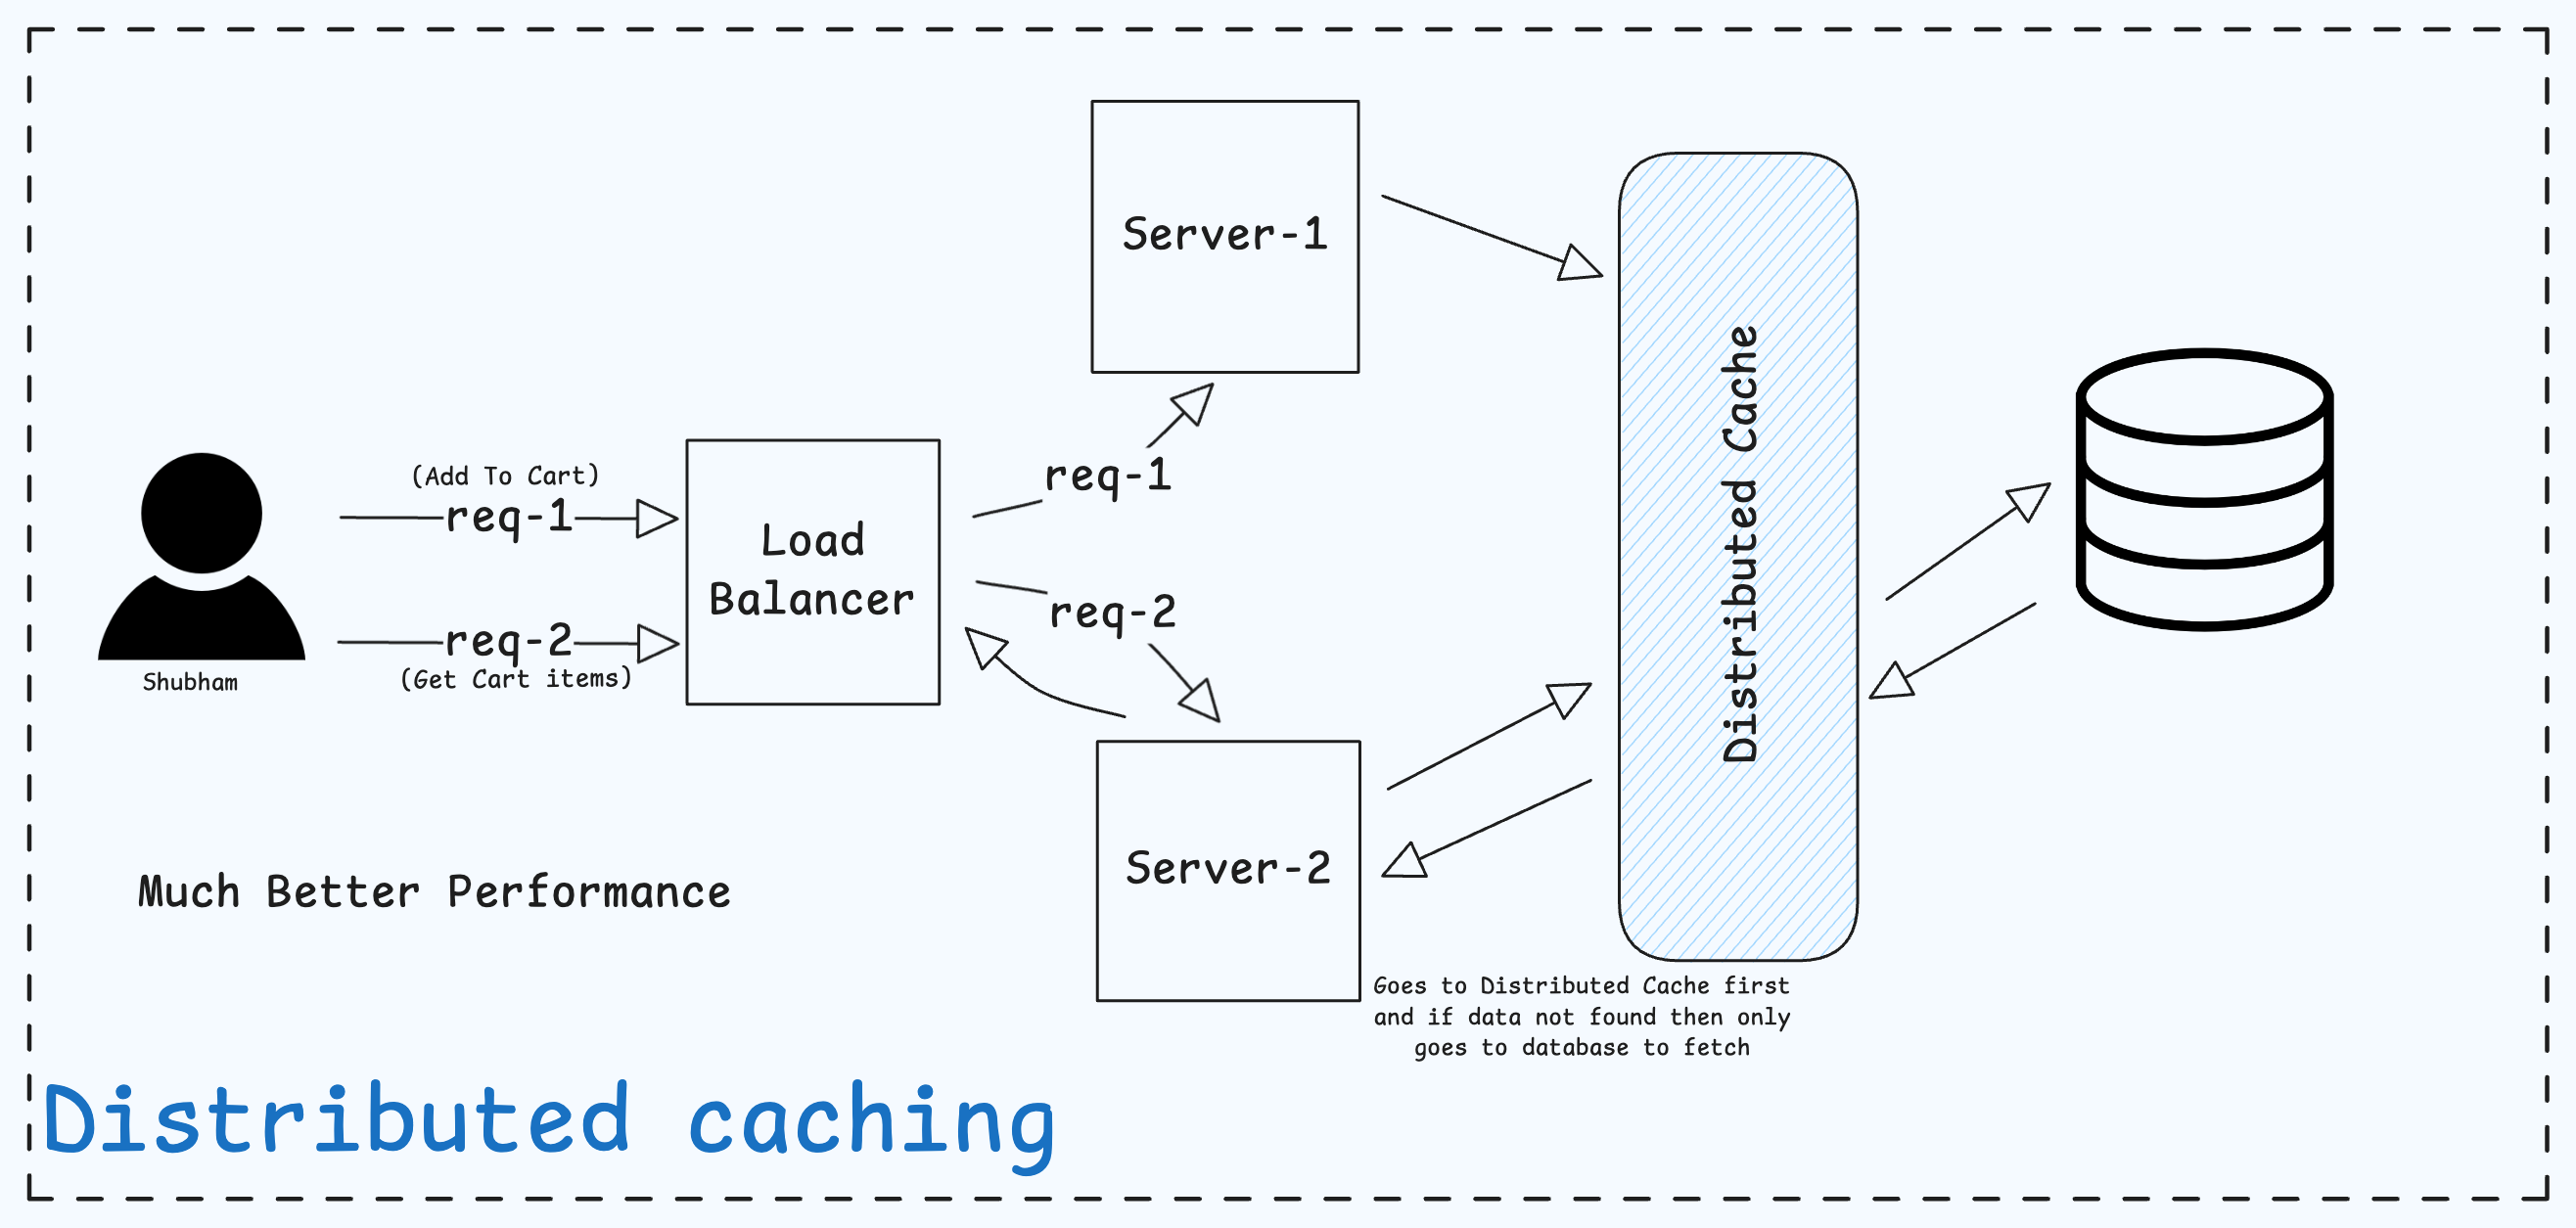 Server-1
(Add To Cart)
req-1
req-2
(Get Cart items)
Shubham
Load
Balancer
req-1
req-2
Server-2
Distributed Cache
Goes to Distributed Cache first
and if data not found then only
goes to database to fetch
Much Better Performance
Distributed caching